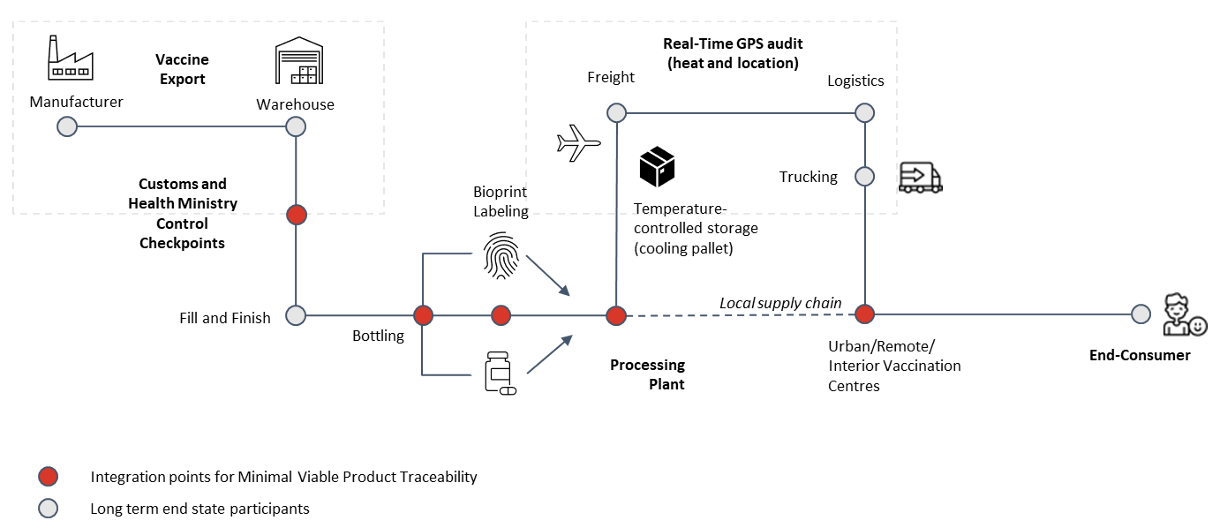 Vaccine
Export
Manufacturer
Warehouse
Customs and
Health Ministry
Control
Checkpoints
Real-Time GPS audit
(heat and location)
Freight
Logistics
Trucking
Temperature-
controlled storage
(cooling pallet)
Bioprint
Labeling
Fill and Finish
Bottling
Local supply chain
Processing
Plant
Urban/Remote/
Interior Vaccination
Centres
End-Consumer
Integration points for Minimal Viable Product Traceability
Long term end state participants